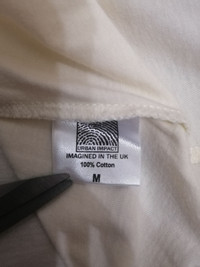 URBAN IMPACT
IMAGINED IN THE UK
100% Cotton
M